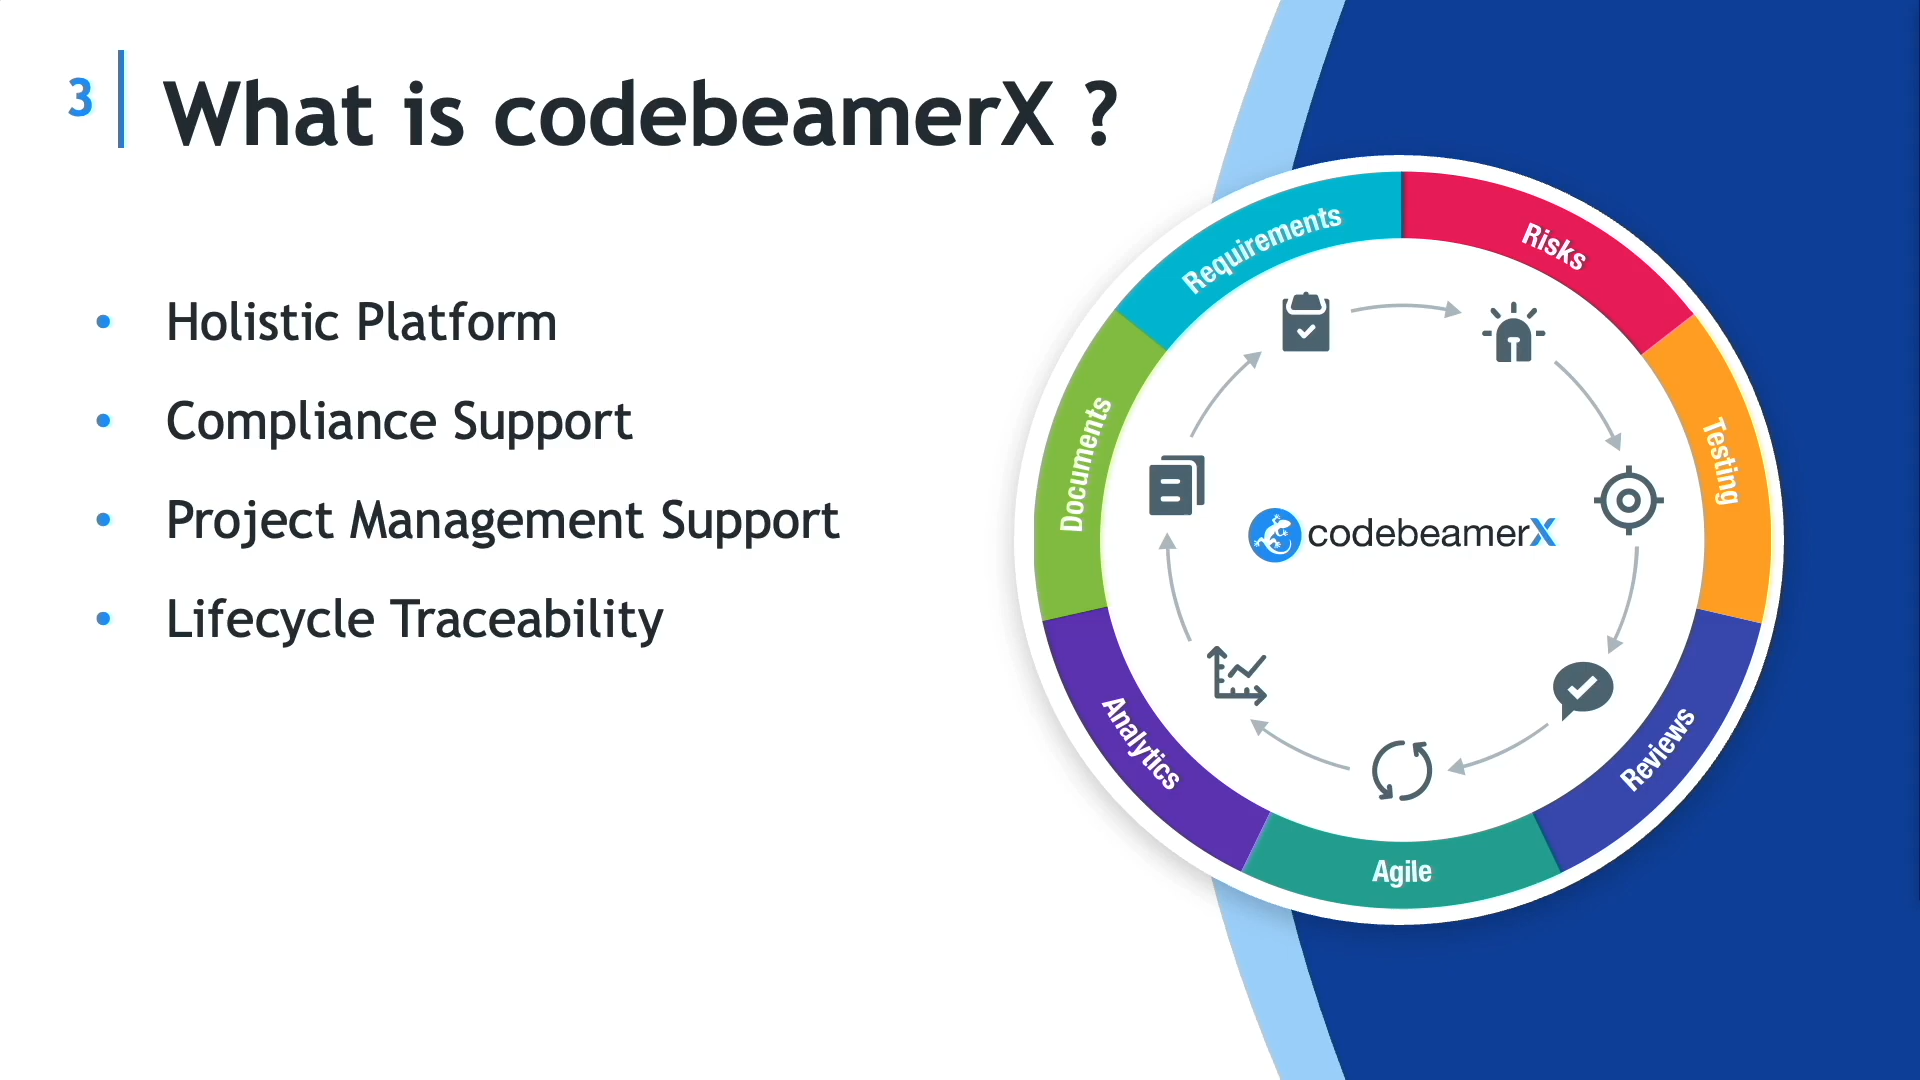 3
What is codebeamerX ?
• Holistic Platform
• Compliance Support
• Project Management Support
• Lifecycle Traceability
Requirements
Risks
Testing
Reviews
Agile
Analytics
Documents
codebeamerX